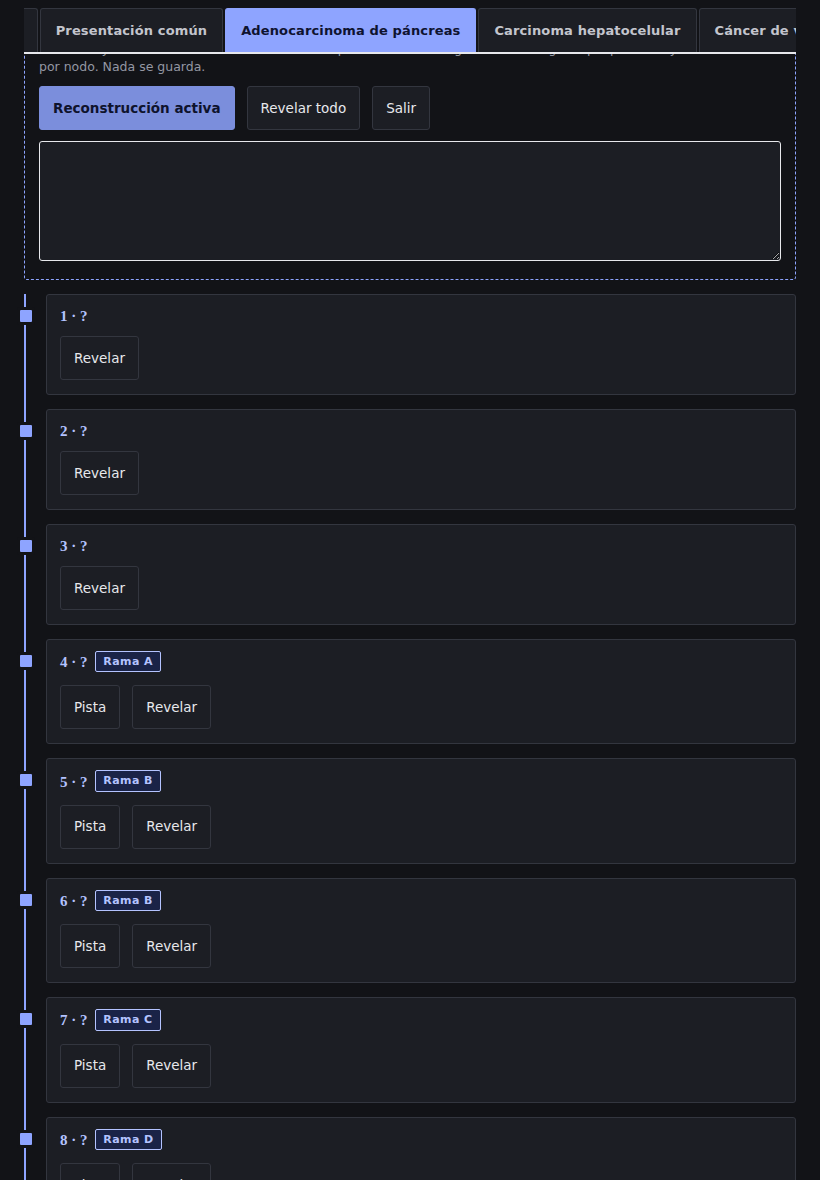 Presentación común
Adenocarcinoma de páncreas
Carcinoma hepatocelular
Cáncer de
por nodo. Nada se guarda.
Reconstrucción activa
Revelar todo
Salir
1 · ?
Revelar
2 · ?
Revelar
3 · ?
Revelar
4 · ? Rama A
Pista
Revelar
5 · ? Rama B
Pista
Revelar
6 · ? Rama B
Pista
Revelar
7 · ? Rama C
Pista
Revelar
8 · ? Rama D